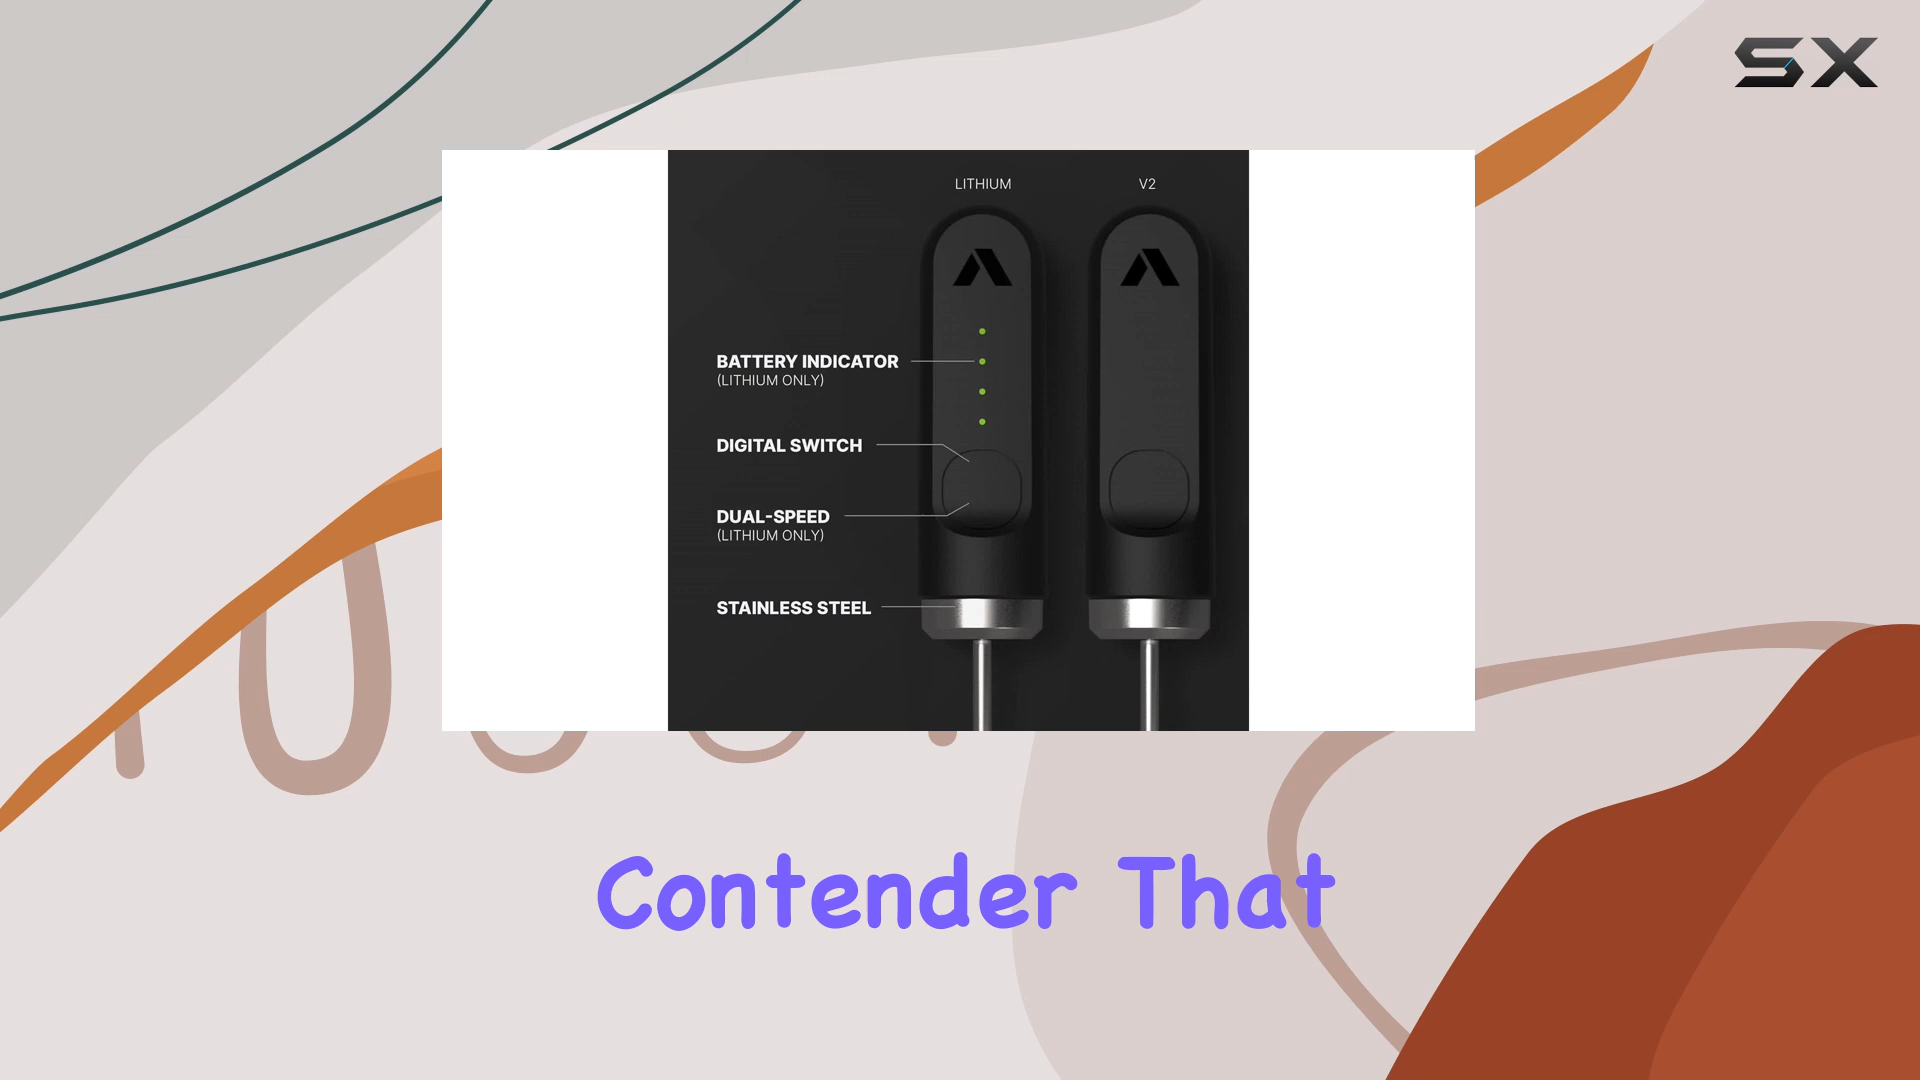 SX
LITHIUM
V2
BATTERY INDICATOR
(LITHIUM ONLY)
DIGITAL SWITCH
DUAL-SPEED
(LITHIUM ONLY)
STAINLESS STEEL
Contender That